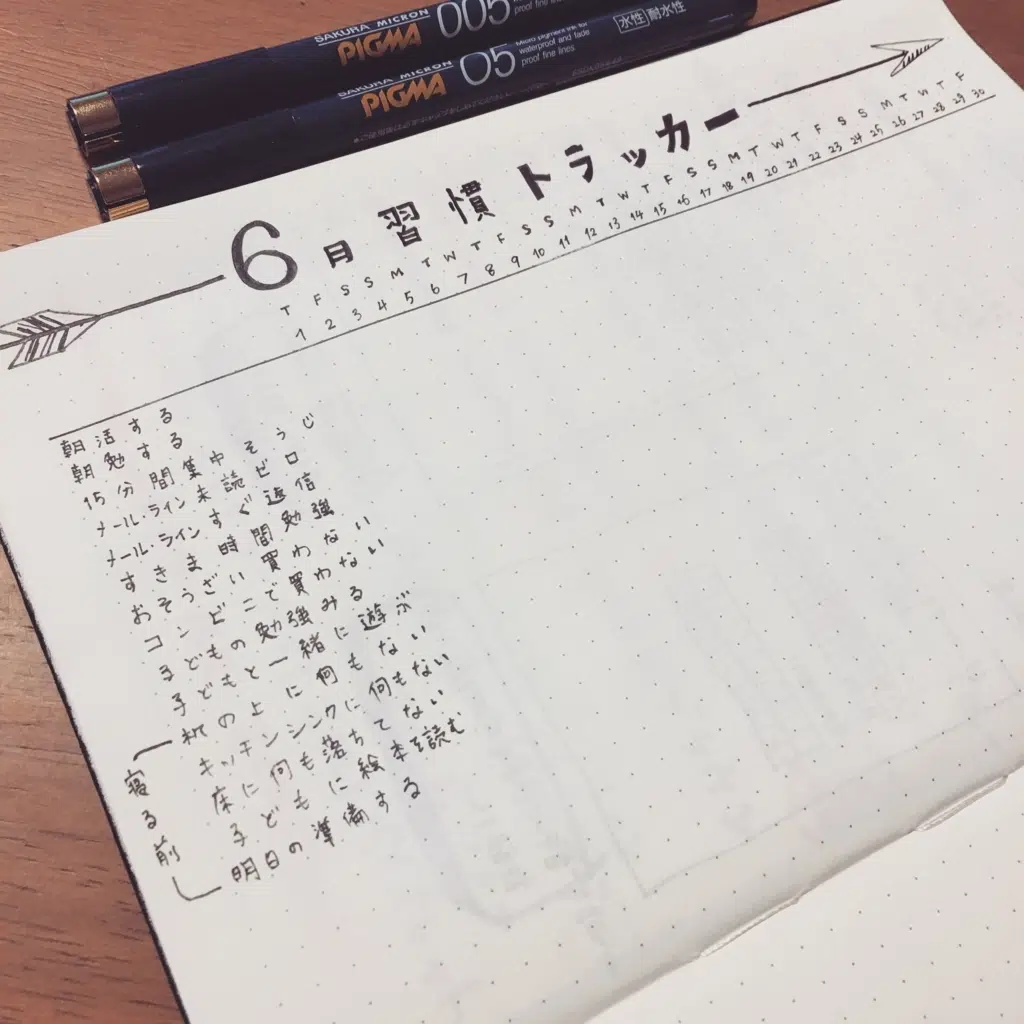 SAKURA MICRON
PIGMA 005
proof fine lines
水性 耐水性
SAKURA MICRON
PIGMA 05
Micro pigment ink for
waterproof and fade
proof fine lines
6月 習慣 トラッカー
T F S S M T W T F S S M T W T F S S M T W T F S S M T W T F
1 2 3 4 5 6 7 8 9 10 11 12 13 14 15 16 17 18 19 20 21 22 23 24 25 26 27 28 29 30
朝活する
朝勉する
15分間集中そうじ
メール・ライン未読ゼロ
メール・ラインすぐ返信
すきま時間勉強
おそうざい買わない
コンビニで買わない
子どもの勉強みる
子どもと一緒に遊ぶ
寝る前
机の上に何もない
キッチンシンクに何もない
床に何も落ちてない
子どもに絵本を読む
明日の準備する